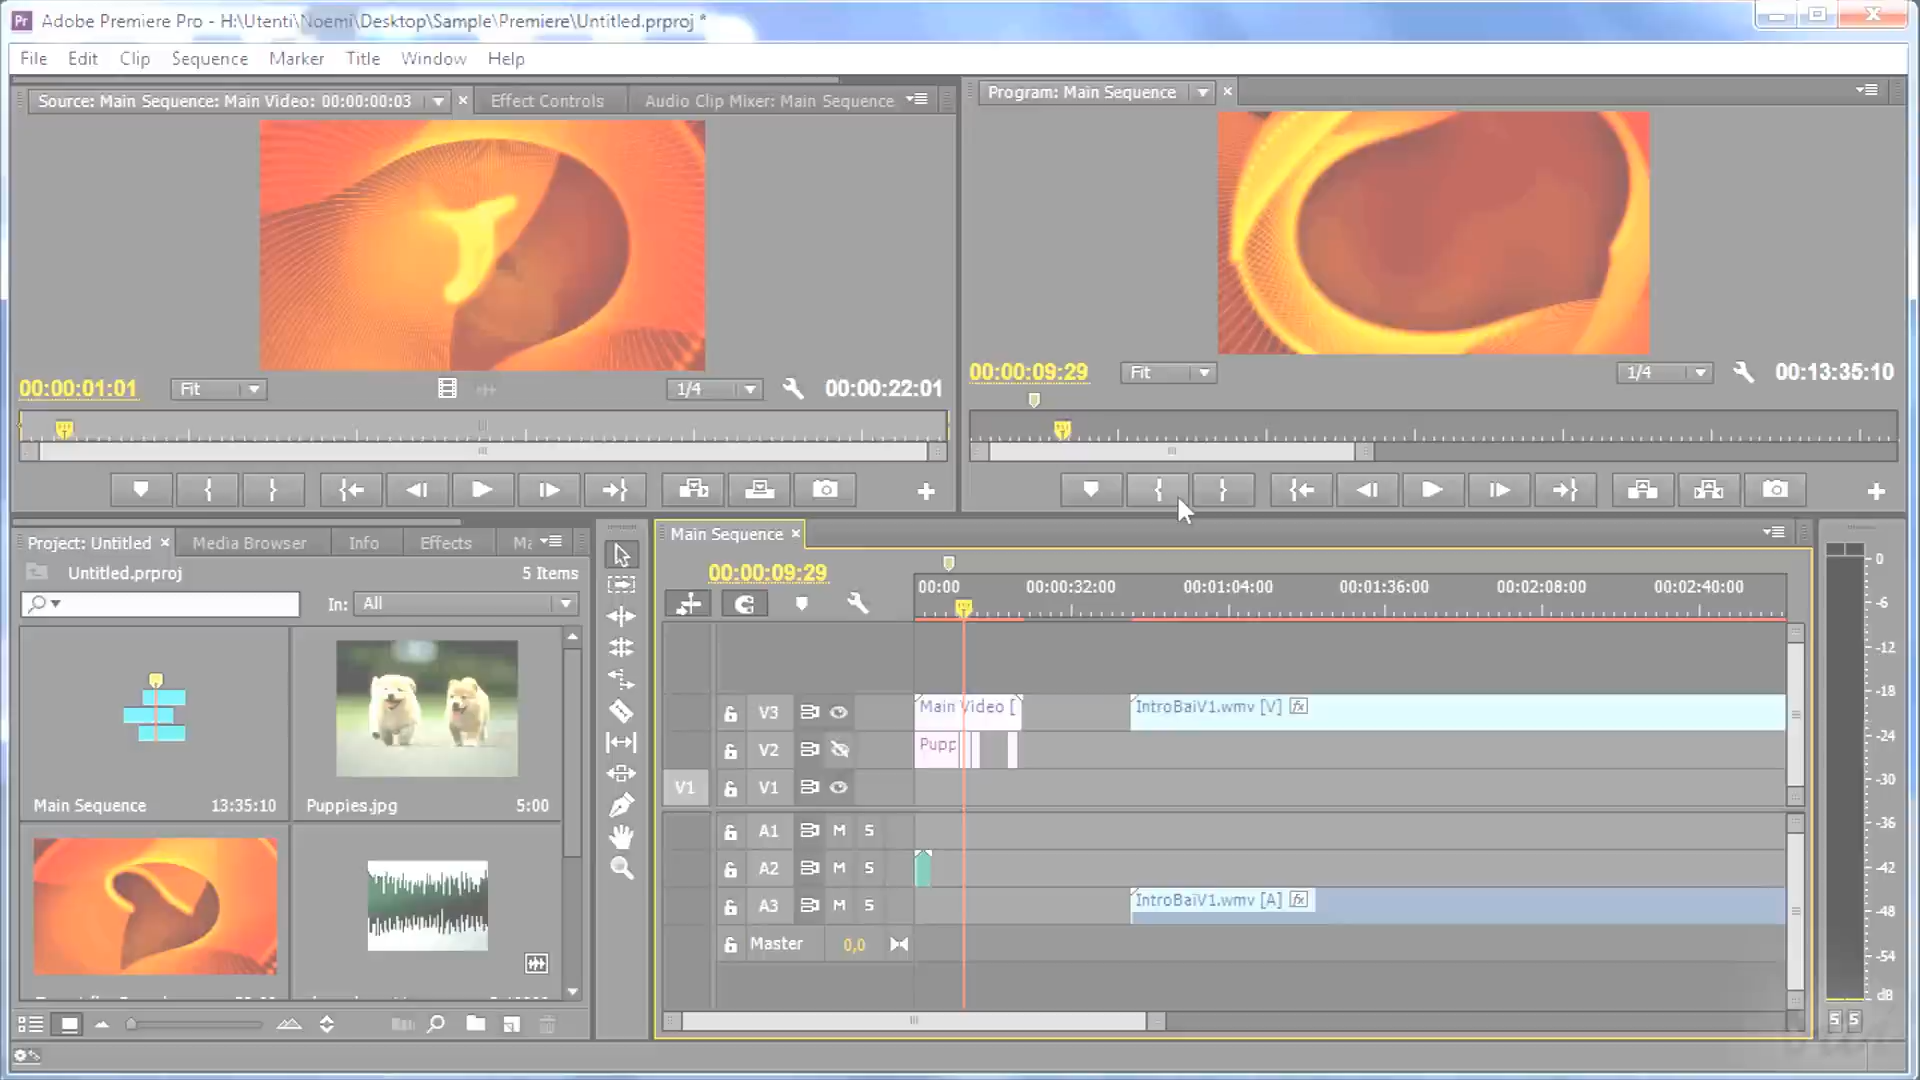 Pr Adobe Premiere Pro - H:\Utenti\Noemi\Desktop\Sample\Premiere\Untitled.prproj *
File Edit Clip Sequence Marker Title Window Help
Source: Main Sequence: Main Video: 00:00:00:03 Effect Controls Audio Clip Mixer: Main Sequence
Program: Main Sequence
00:00:01:01 Fit 1/4 00:00:22:01
00:00:09:29 Fit 1/4 00:13:35:10
Project: Untitled Media Browser Info Effects Ma
Untitled.prproj 5 Items
In: All
Main Sequence 13:35:10
Puppies.jpg 5:00
Main Sequence
00:00:09:29
00:00 00:00:32:00 00:01:04:00 00:01:36:00 00:02:08:00 00:02:40:00
V3 Main Video [ IntroBaiV1.wmv [V] fx
V2 Pupp
V1 V1
A1 M S
A2 M S
A3 M S IntroBaiV1.wmv [A] fx
Master 0,0
0
-6
-12
-18
-24
-30
-36
-42
-48
-54
dB
S S